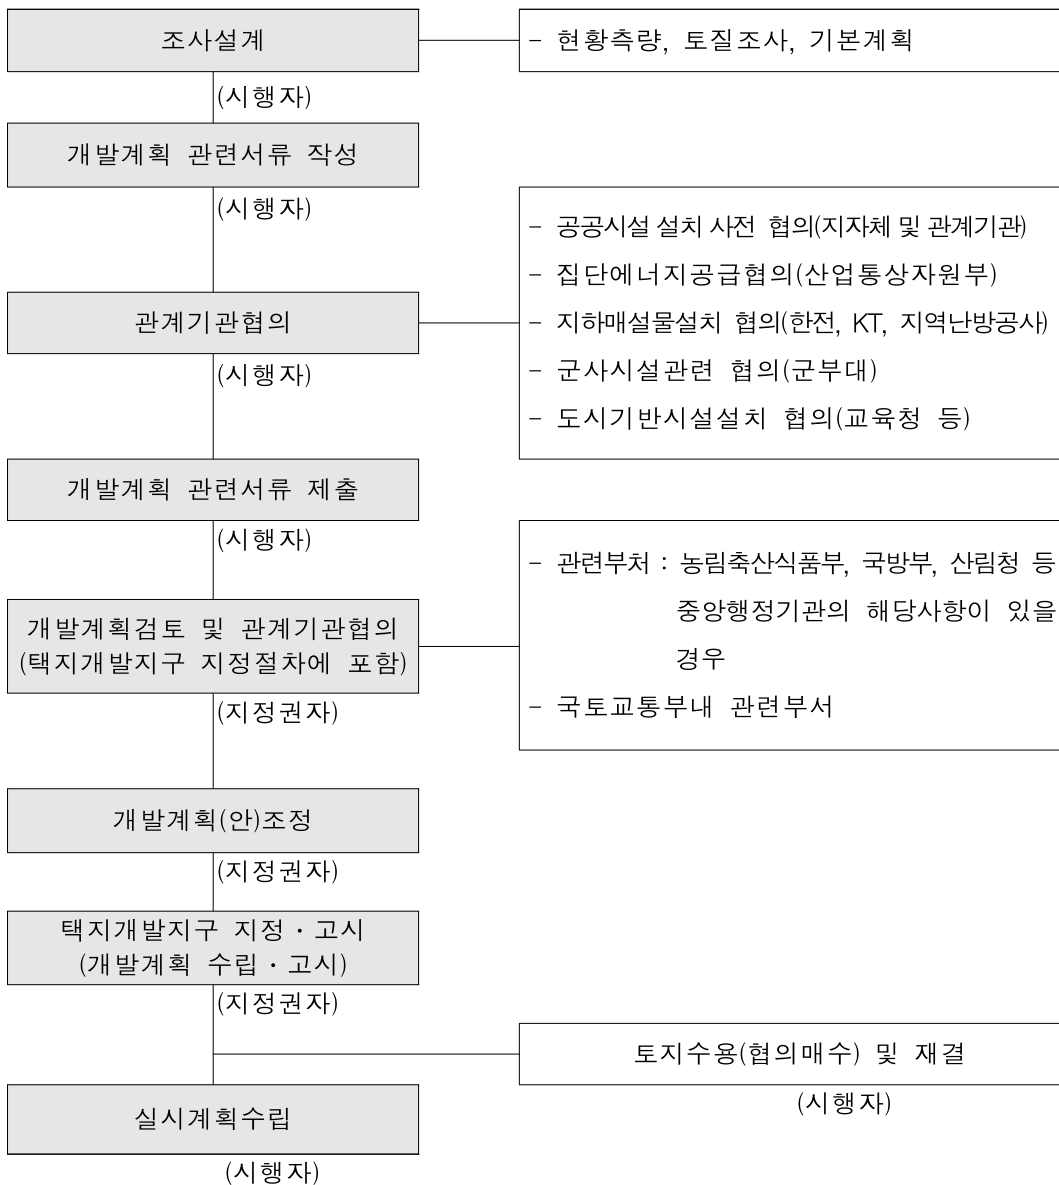 조사설계
- 현황측량, 토질조사, 기본계획
(시행자)
개발계획 관련서류 작성
(시행자)
관계기관협의
- 공공시설 설치 사전 협의(지자체 및 관계기관)
- 집단에너지공급협의(산업통상자원부)
- 지하매설물설치 협의(한전, KT, 지역난방공사)
- 군사시설관련 협의(군부대)
- 도시기반시설설치 협의(교육청 등)
(시행자)
개발계획 관련서류 제출
(시행자)
개발계획검토 및 관계기관협의
(택지개발지구 지정절차에 포함)
- 관련부처 : 농림축산식품부, 국방부, 산림청 등
중앙행정기관의 해당사항이 있을
경우
- 국토교통부내 관련부서
(지정권자)
개발계획(안)조정
(지정권자)
택지개발지구 지정·고시
(개발계획 수립·고시)
(지정권자)
토지수용(협의매수) 및 재결
(시행자)
실시계획수립
(시행자)